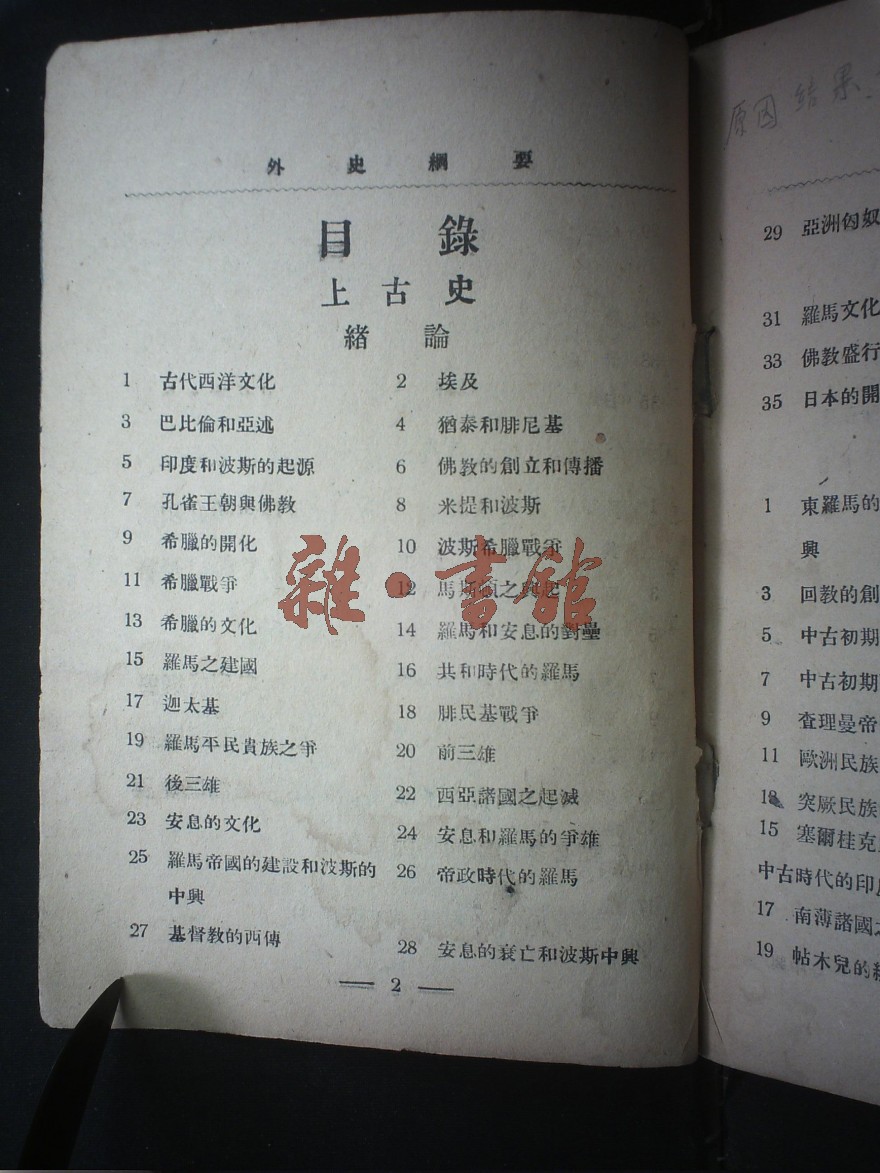 外史綱要
目錄
上古史
緒論
1 古代西洋文化 2 埃及
3 巴比倫和亞述 4 猶泰和腓尼基
5 印度和波斯的起源 6 佛教的創立和傳播
7 孔雀王朝與佛教 8 米提和波斯
9 希臘的開化 10 波斯希臘戰爭
11 希臘戰爭 12 馬斯頓之興起
13 希臘的文化 14 羅馬和安息的對壘
15 羅馬之建國 16 共和時代的羅馬
17 迦太基 18 腓民基戰爭
19 羅馬平民貴族之爭 20 前三雄
21 後三雄 22 西亞諸國之起滅
23 安息的文化 24 安息和羅馬的爭雄
25 羅馬帝國的建設和波斯的 26 帝政時代的羅馬
中興
27 基督教的西傳 28 安息的衰亡和波斯中興
2
雜·書館
原因 結果
29 亞洲匈奴
31 羅馬文化
33 佛教盛行
35 日本的開
1 東羅馬的
興
3 回教的創
5 中古初期
7 中古初期
9 查理曼帝
11 歐洲民族
13 突厥民族
15 塞爾桂克
中古時代的印
17 南薄諸國
19 帖木兒的